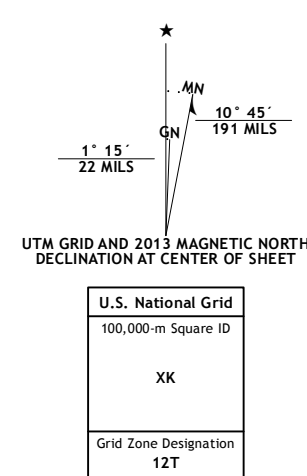 ★
MN
GN
10° 45´
191 MILS
1° 15´
22 MILS
UTM GRID AND 2013 MAGNETIC NORTH
DECLINATION AT CENTER OF SHEET
U.S. National Grid
100,000-m Square ID
XK
Grid Zone Designation
12T